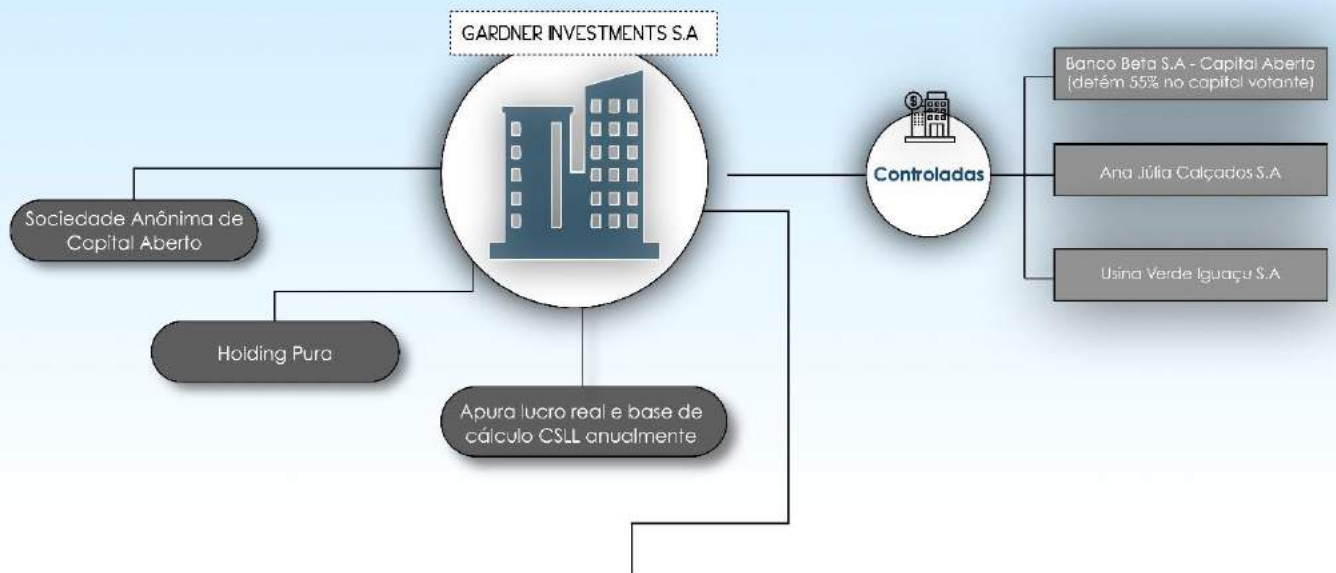 GARDNER INVESTMENTS S.A
Banco Beta S.A - Capital Aberto
(detém 55% no capital votante)
Controladas
Ana Júlia Calçados S.A
Sociedade Anônima de
Capital Aberto
Usina Verde Iguaçu S.A
Holding Pura
Apura lucro real e base de
cálculo CSLL anualmente